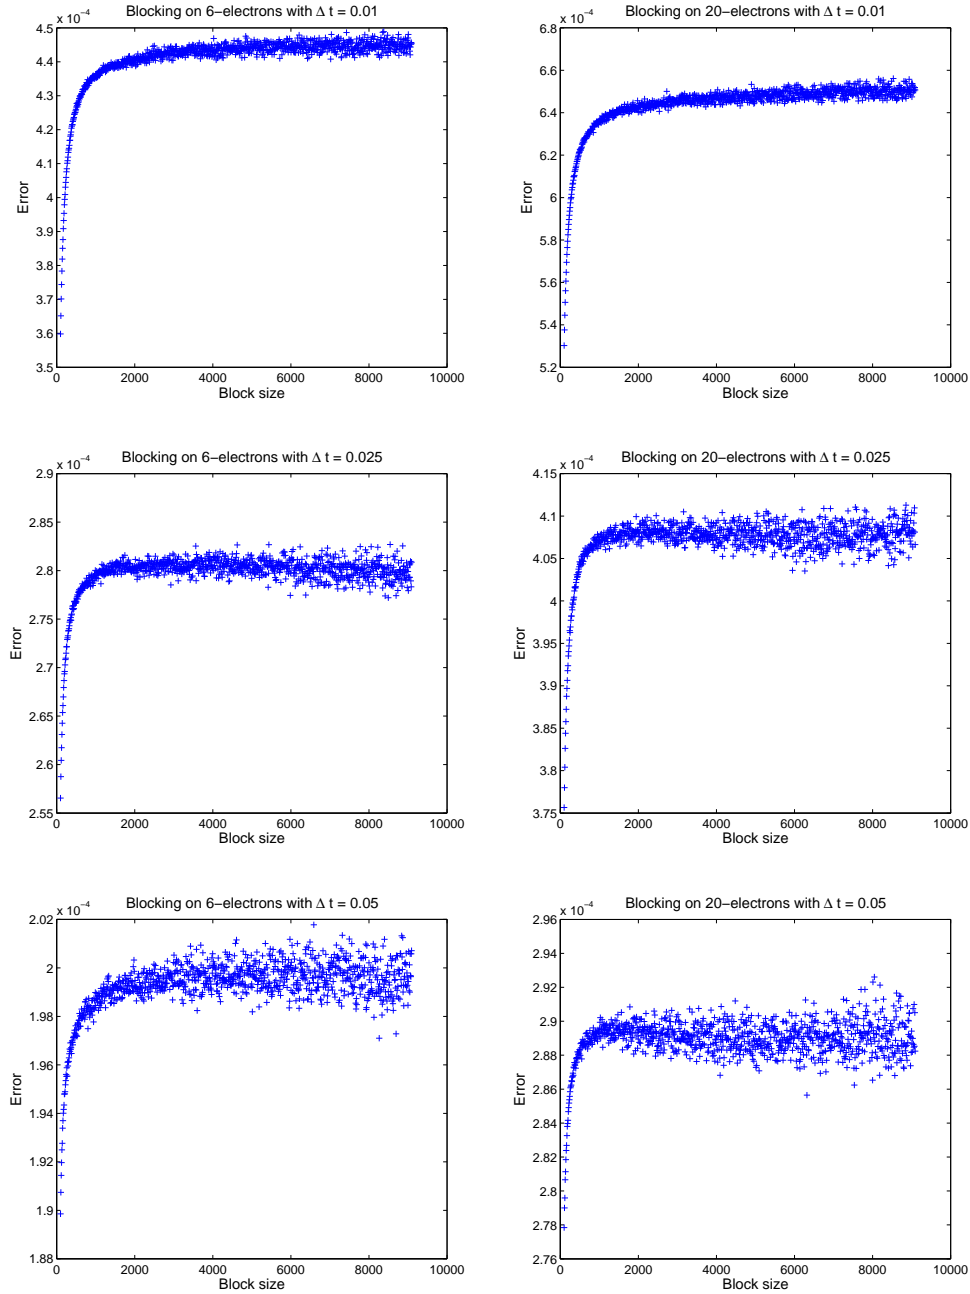 Blocking on 6−electrons with Δ t = 0.01
x 10−4
4.5
4.4
4.3
4.2
4.1
4
3.9
3.8
3.7
3.6
3.5
Error
0 2000 4000 6000 8000 10000
Block size
Blocking on 20−electrons with Δ t = 0.01
x 10−4
6.8
6.6
6.4
6.2
6
5.8
5.6
5.4
5.2
Error
0 2000 4000 6000 8000 10000
Block size
Blocking on 6−electrons with Δ t = 0.025
x 10−4
2.9
2.85
2.8
2.75
2.7
2.65
2.6
2.55
Error
0 2000 4000 6000 8000 10000
Block size
Blocking on 20−electrons with Δ t = 0.025
x 10−4
4.15
4.1
4.05
4
3.95
3.9
3.85
3.8
3.75
Error
0 2000 4000 6000 8000 10000
Block size
Blocking on 6−electrons with Δ t = 0.05
x 10−4
2.02
2
1.98
1.96
1.94
1.92
1.9
1.88
Error
0 2000 4000 6000 8000 10000
Block size
Blocking on 20−electrons with Δ t = 0.05
x 10−4
2.96
2.94
2.92
2.9
2.88
2.86
2.84
2.82
2.8
2.78
2.76
Error
0 2000 4000 6000 8000 10000
Block size